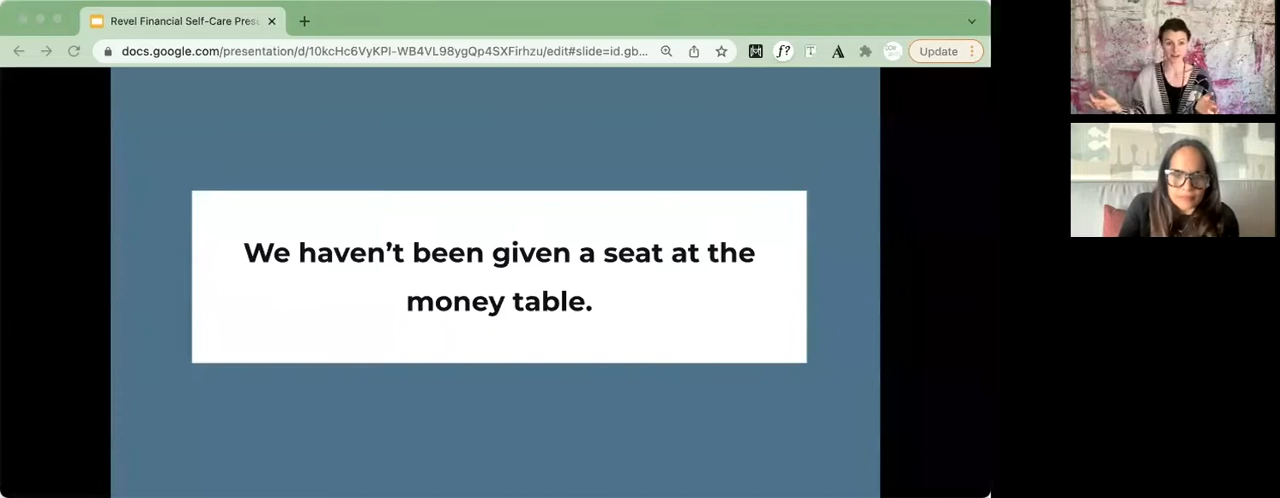 Revel Financial Self-Care Pres
docs.google.com/presentation/d/10kcHc6VyKPI-WB4VL98ygQp4SXFirhzu/edit#slide=id.gb...
f?
T
A
Update
We haven’t been given a seat at the
money table.